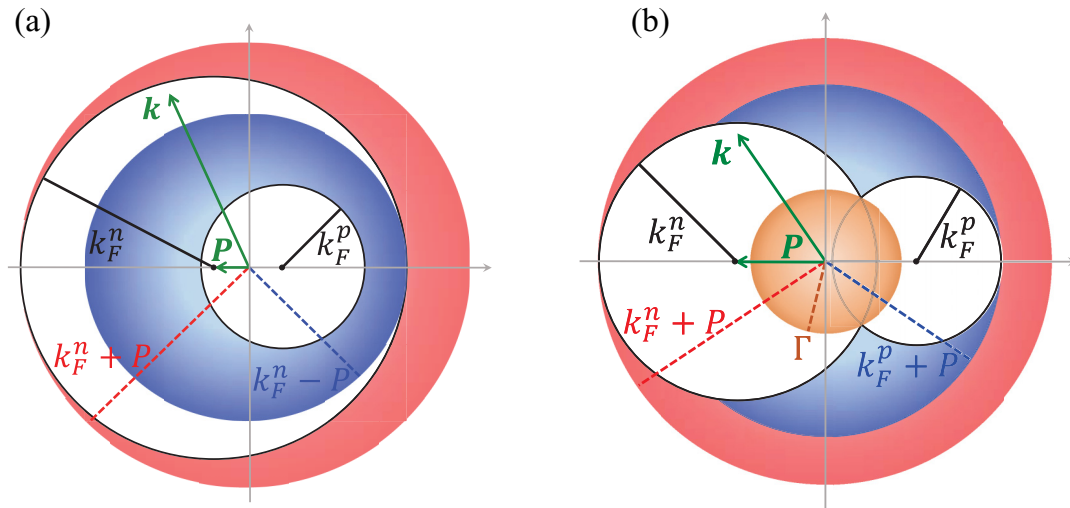 (a)
k
k_F^n
P
k_F^p
k_F^n + P
k_F^n − P
(b)
k
k_F^n
P
k_F^p
k_F^n + P
Γ
k_F^p + P